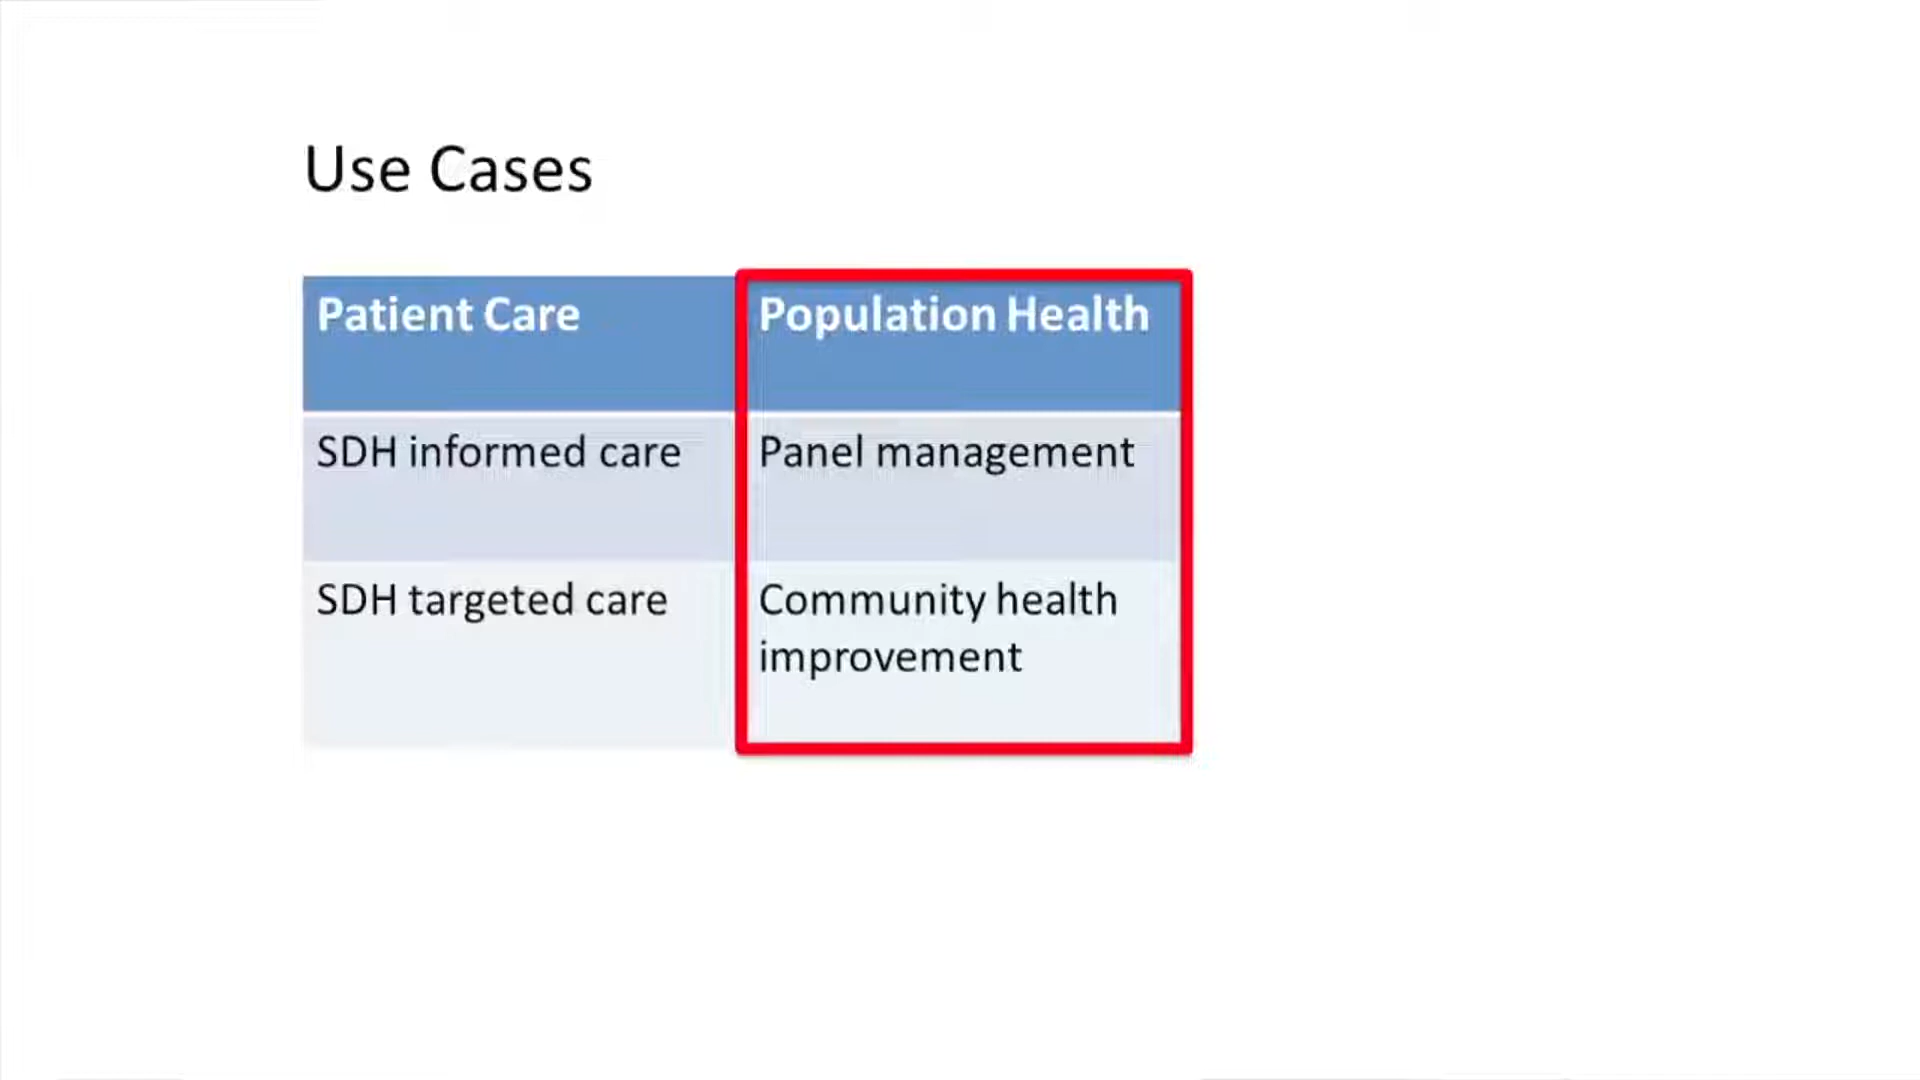 Use Cases
Patient Care
Population Health
SDH informed care
Panel management
SDH targeted care
Community health
improvement